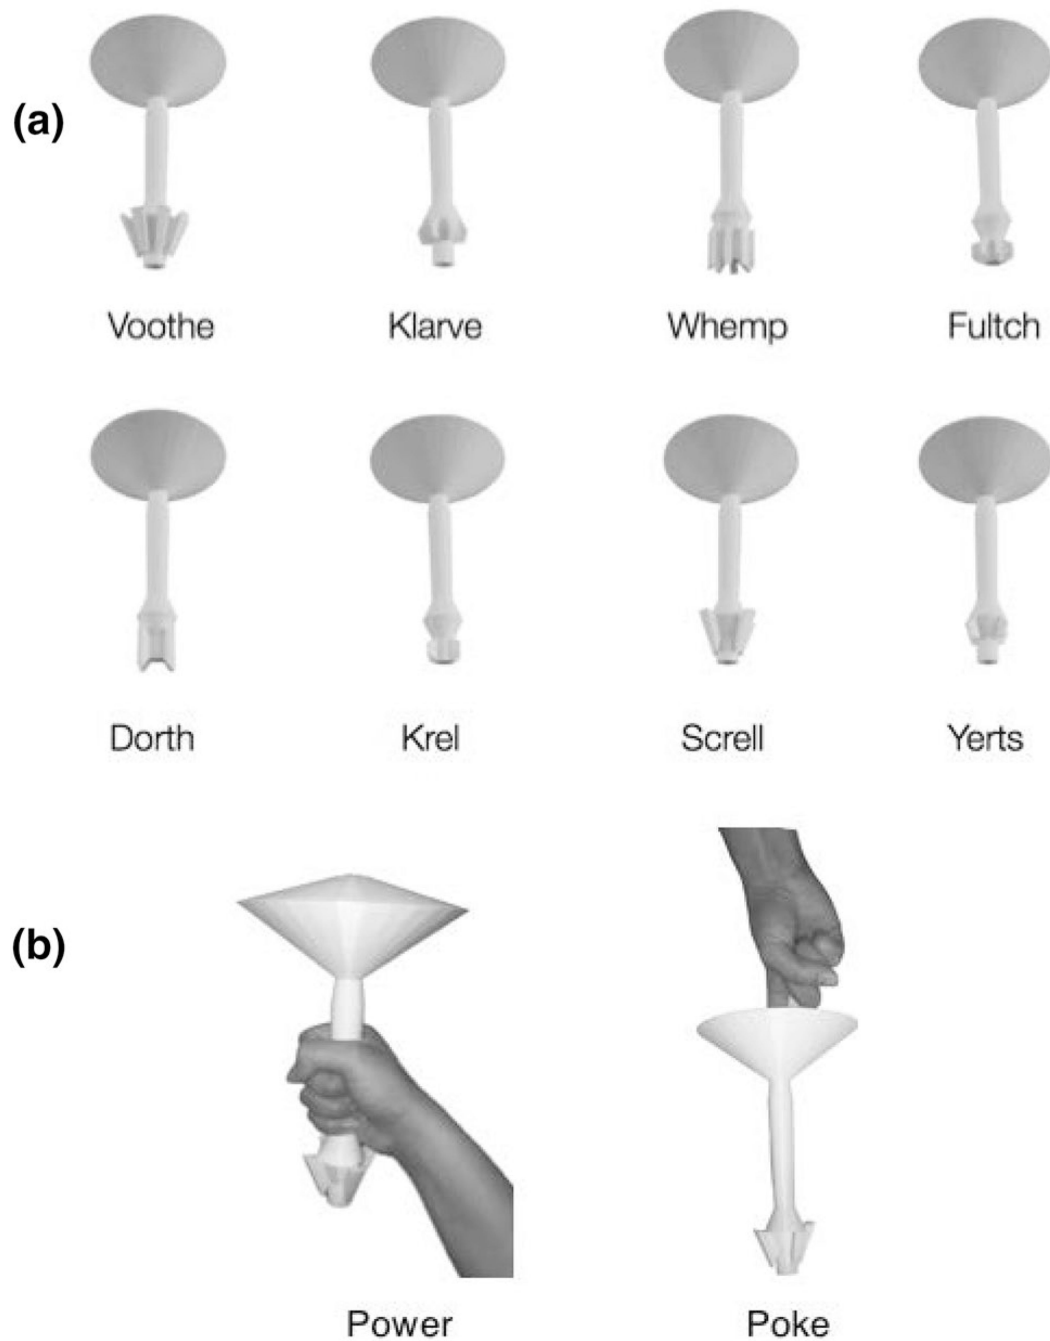 (a)
Voothe Klarve Whemp Fultch
Dorth Krel Screll Yerts
(b)
Power Poke